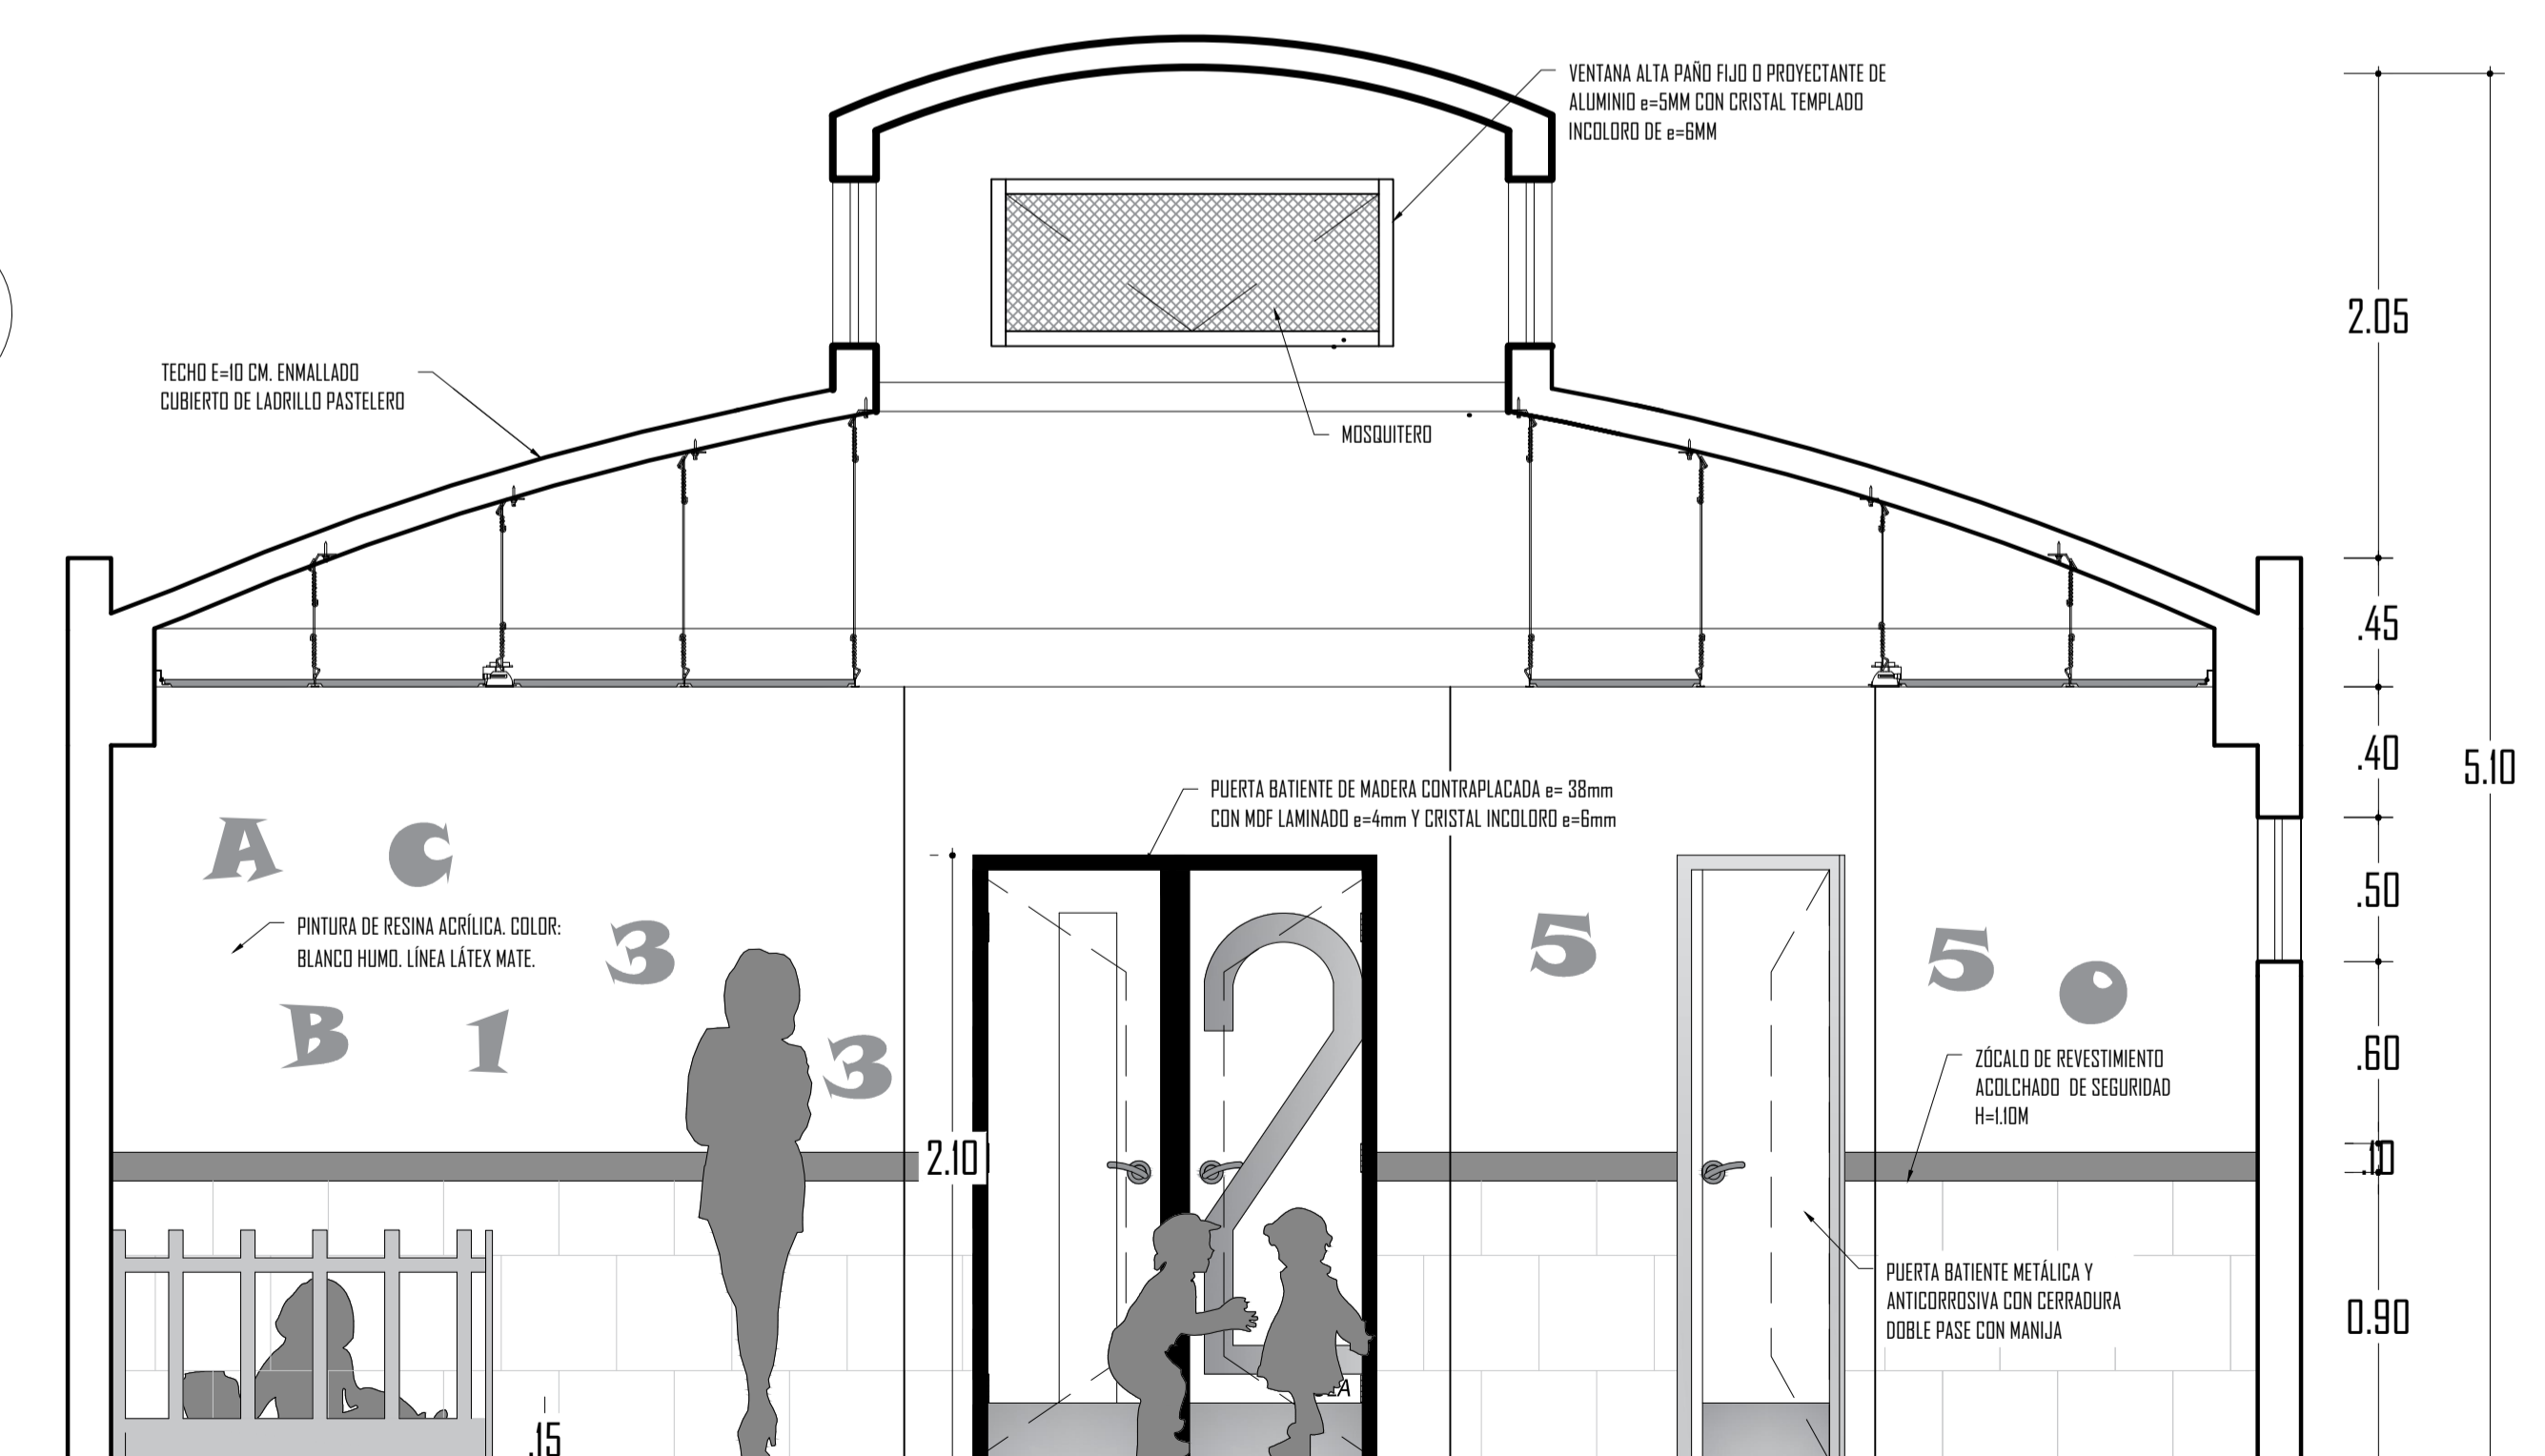 VENTANA ALTA PAÑO FIJO O PROYECTANTE DE
ALUMINIO e=5MM CON CRISTAL TEMPLADO
INCOLORO DE e=6MM
2.05
TECHO E=10 CM. ENMALLADO
CUBIERTO DE LADRILLO PASTELERO
MOSQUITERO
.45
.40
5.10
PUERTA BATIENTE DE MADERA CONTRAPLACADA e= 38mm
CON MDF LAMINADO e=4mm Y CRISTAL INCOLORO e=6mm
A C
.50
PINTURA DE RESINA ACRÍLICA. COLOR:
BLANCO HUMO. LÍNEA LÁTEX MATE.
3
2
5
5
B 1
3
.60
ZÓCALO DE REVESTIMIENTO
ACOLCHADO DE SEGURIDAD
H=1.10M
2.10
.10
PUERTA BATIENTE METÁLICA Y
ANTICORROSIVA CON CERRADURA
DOBLE PASE CON MANIJA
0.90
.15